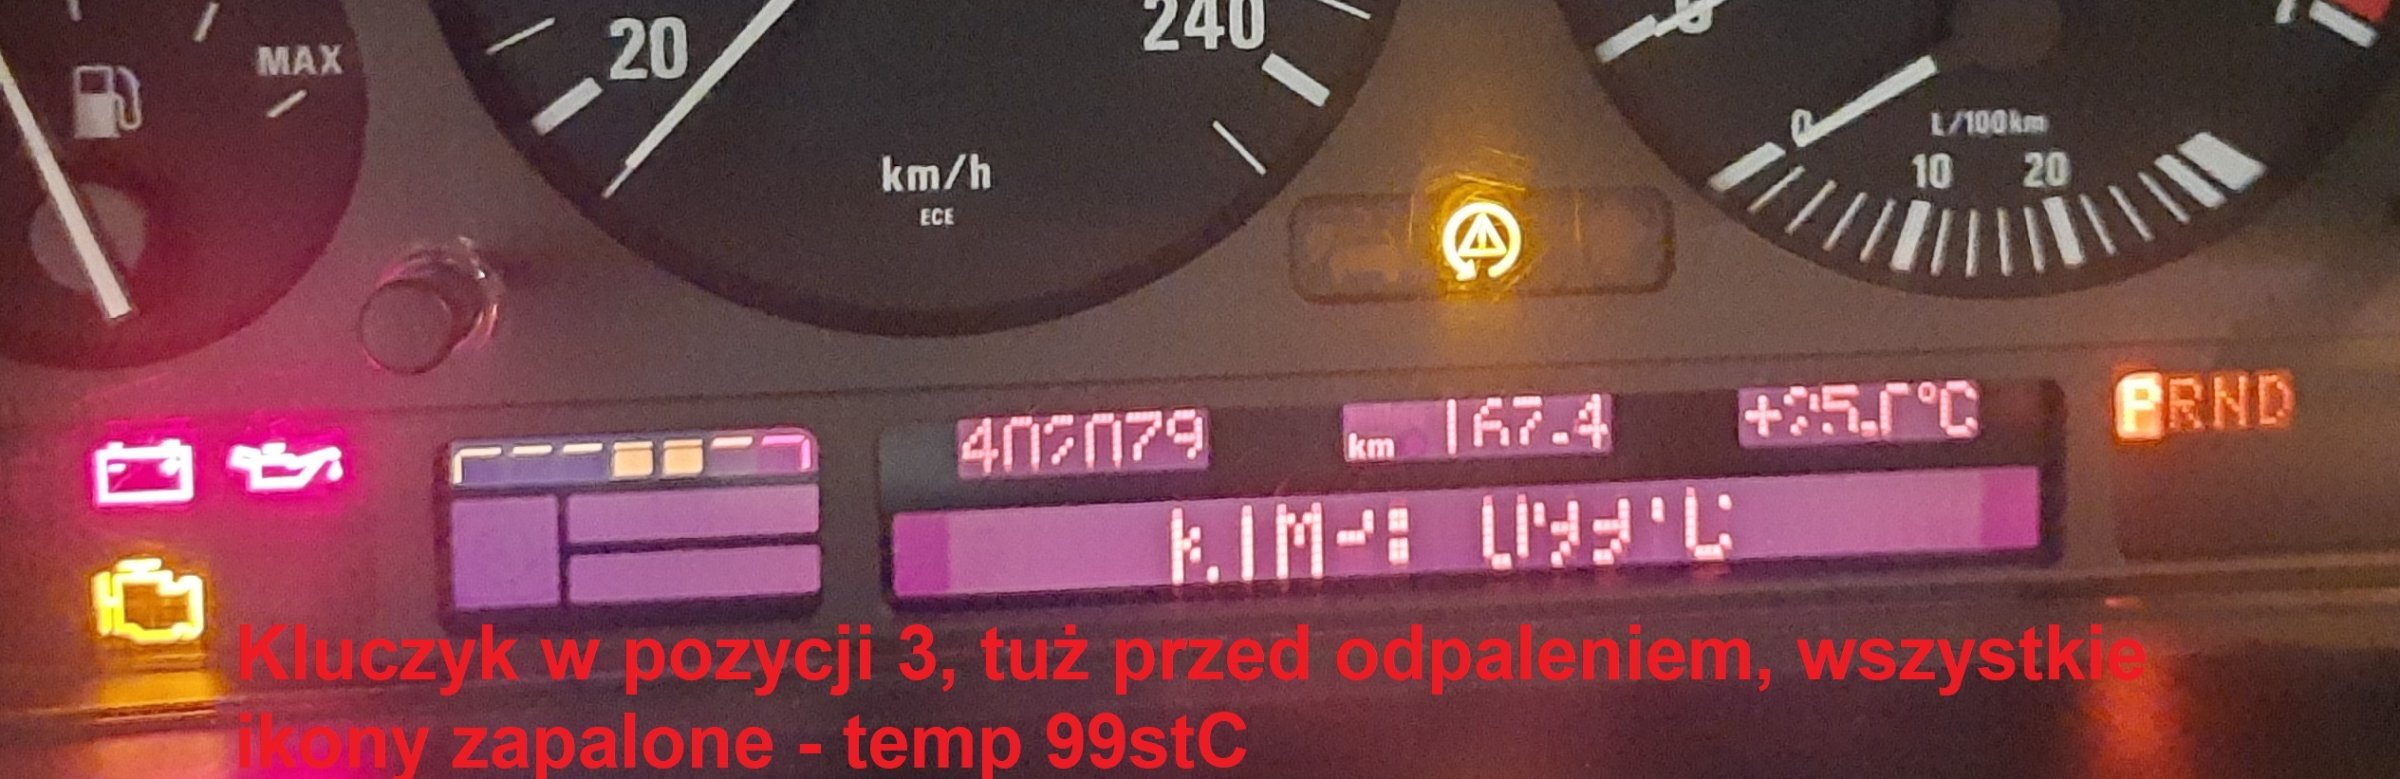 MAX
20
240
km/h
ECE
0
L/100km
10 20
402079
km 167.4
°C
PRND
Kluczyk w pozycji 3, tuż przed odpaleniem, wszystkie
ikony zapalone - temp 99stC